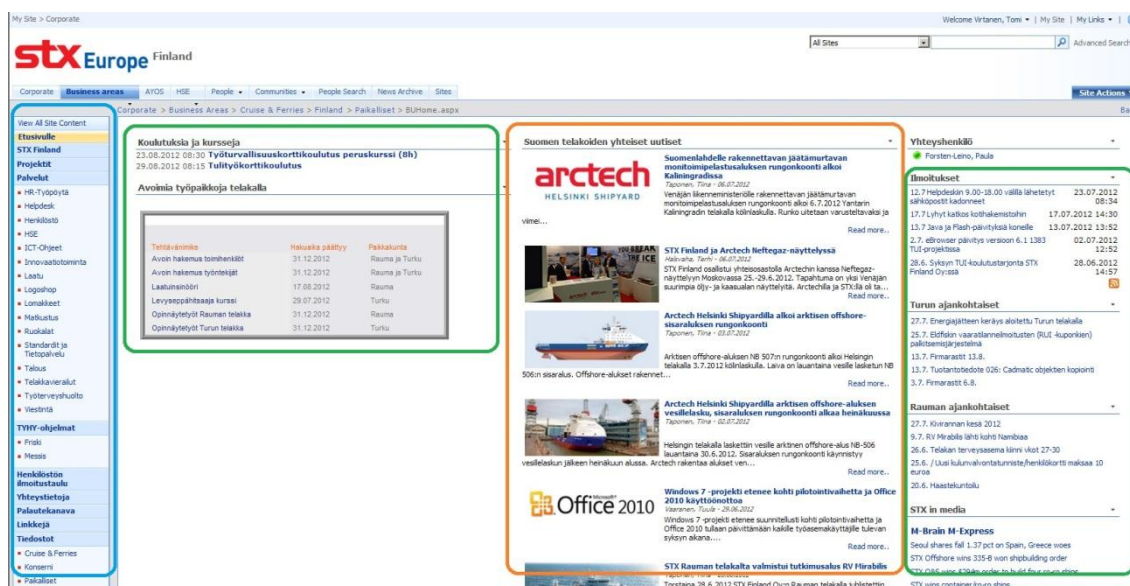 My Site > Corporate
Welcome Virtanen, Tomi | My Site | My Links
stx Europe Finland
All Sites
Advanced Search
Corporate Business areas AYOS HSE People Communities People Search News Archive Sites
Site Actions
Corporate > Business Areas > Cruise & Ferries > Finland > Paikalliset > BUHome.aspx
View All Site Content
Etusivulle
STX Finland
Projektit
Palvelut
HR-Työpöytä
Helpdesk
Henkilöstö
HSE
ICT-Ohjeet
Innovaatiotoiminta
Laatu
Logoshop
Lomakkeet
Matkustus
Ruokalat
Standardit ja
Tietopalvelu
Talous
Telakkavierailut
Työterveyshuolto
Viestintä
TYHY-ohjelmat
Friski
Messis
Henkilöstön
ilmoitustaulu
Yhteystietoja
Palautekanava
Linkkejä
Tiedostot
Cruise & Ferries
Konserni
Paikalliset
Koulutuksia ja kursseja
23.08.2012 08:30 Työturvallisuuskorttikoulutus peruskurssi (8h)
29.08.2012 08:15 Tulityökorttikoulutus
Avoimia työpaikkoja telakalla
Tehtävänimike Hakuaika päättyy Paikkakunta
Avoin hakemus toimihenkilöt 31.12.2012 Rauma ja Turku
Avoin hakemus työntekijät 31.12.2012 Rauma ja Turku
Laatuinsinööri 17.08.2012 Rauma
Levyseppähitsaaja kurssi 29.07.2012 Turku
Opinnäytetyöt Rauman telakka 31.12.2012 Rauma
Opinnäytetyöt Turun telakka 31.12.2012 Turku
Suomen telakoiden yhteiset uutiset
arctech
HELSINKI SHIPYARD
Suomenlahdelle rakennettavan jäätämurtavan
monitoimipelastusaluksen rungonkoonti alkoi
Kaliningradissa
Taponen, Tiina - 06.07.2012
Venäjän liikenneministeriölle rakennettavan jäätämurtavan
monitoimipelastusaluksen rungonkoonti alkoi 6.7.2012 Yantarin
Kaliningradin telakalla kölinlaskulla. Runko uitetaan varusteltavaksi ja
viimei...
Read more..
YOU BREAK
THE ICE
STX Finland ja Arctech Neftegaz-näyttelyssä
Halavaha, Terhi - 06.07.2012
STX Finland osallistui yhteisosastolla Arctechin kanssa Neftegaz-
näyttelyyn Moskovassa 25.-29.6.2012. Tapahtuma on yksi Venäjän
suurimpia öljy- ja kaasualan näyttelyitä. Arctechilla ja STX:llä oli ta...
Read more..
Arctech Helsinki Shipyardilla alkoi arktisen offshore-
sisaraluksen rungonkoonti
Taponen, Tiina - 03.07.2012
Arktisen offshore-aluksen NB 507:n rungonkoonti alkoi Helsingin
telakalla 3.7.2012 kölinlaskulla. Laiva on lauantaina vesille lasketun NB
506:n sisaralus. Offshore-alukset rakennet...
Read more..
Arctech Helsinki Shipyardilla arktisen offshore-aluksen
vesillelasku, sisaraluksen rungonkoonti alkaa heinäkuussa
Taponen, Tiina - 02.07.2012
Helsingin telakalla laskettiin vesille arktinen offshore-alus NB-506
lauantaina 30.6.2012. Sisaraluksen rungonkoonti käynnistyy
vesillelaskun jälkeen heinäkuun alussa. Arctech rakentaa alukset ven...
Read more..
Microsoft
Office 2010
Windows 7 -projekti etenee kohti pilotointivaihetta ja Office
2010 käyttöönottoa
Vaaranen, Tuula - 29.06.2012
Windows 7 -projekti etenee suunnitellusti kohti pilotointivaihetta ja
Office 2010 tullaan päivittämään kaikille työasemakäyttäjille tulevan
syksyn aikana....
Read more..
STX Rauman telakalta valmistui tutkimusalus RV Mirabilis
Yhteyshenkilö
Forsten-Leino, Paula
Ilmoitukset
12.7 Helpdeskin 9.00-18.00 välillä lähetetyt 23.07.2012
sähköpostit kadonneet 08:34
17.7 Lyhyt katkos kotihakemistoihin 17.07.2012 14:30
13.7 Java ja Flash-päivityksiä koneille 13.07.2012 13:52
2.7. eBrowser päivitys versioon 6.1 1383 02.07.2012
TUI-projektissa 12:52
28.6. Syksyn TUI-koulutustarjonta STX 28.06.2012
Finland Oy:ssä 14:57
Turun ajankohtaiset
27.7. Energiajätteen keräys aloitettu Turun telakalla
25.7. Eldfiskin vaaratilanneilmoitusten (RUI -kuponkien)
palkitsemisjärjestelmä
13.7. Firmarastit 13.8.
13.7. Tuotantotiedote 026: Cadmatic objektien kopiointi
3.7. Firmarastit 6.8.
Rauman ajankohtaiset
27.7. Kivirannan kesä 2012
9.7. RV Mirabilis lähti kohti Namibiaa
26.6. Telakan terveysasema kiinni vkot 27-30
25.6. / Uusi kulunvalvontatunniste/henkilökortti maksaa 10
euroa
20.6. Haastekuntoilu
STX in media
M-Brain M-Express
Seoul shares fall 1.37 pct on Spain, Greece woes
STX Offshore wins 335-B won shipbuilding order